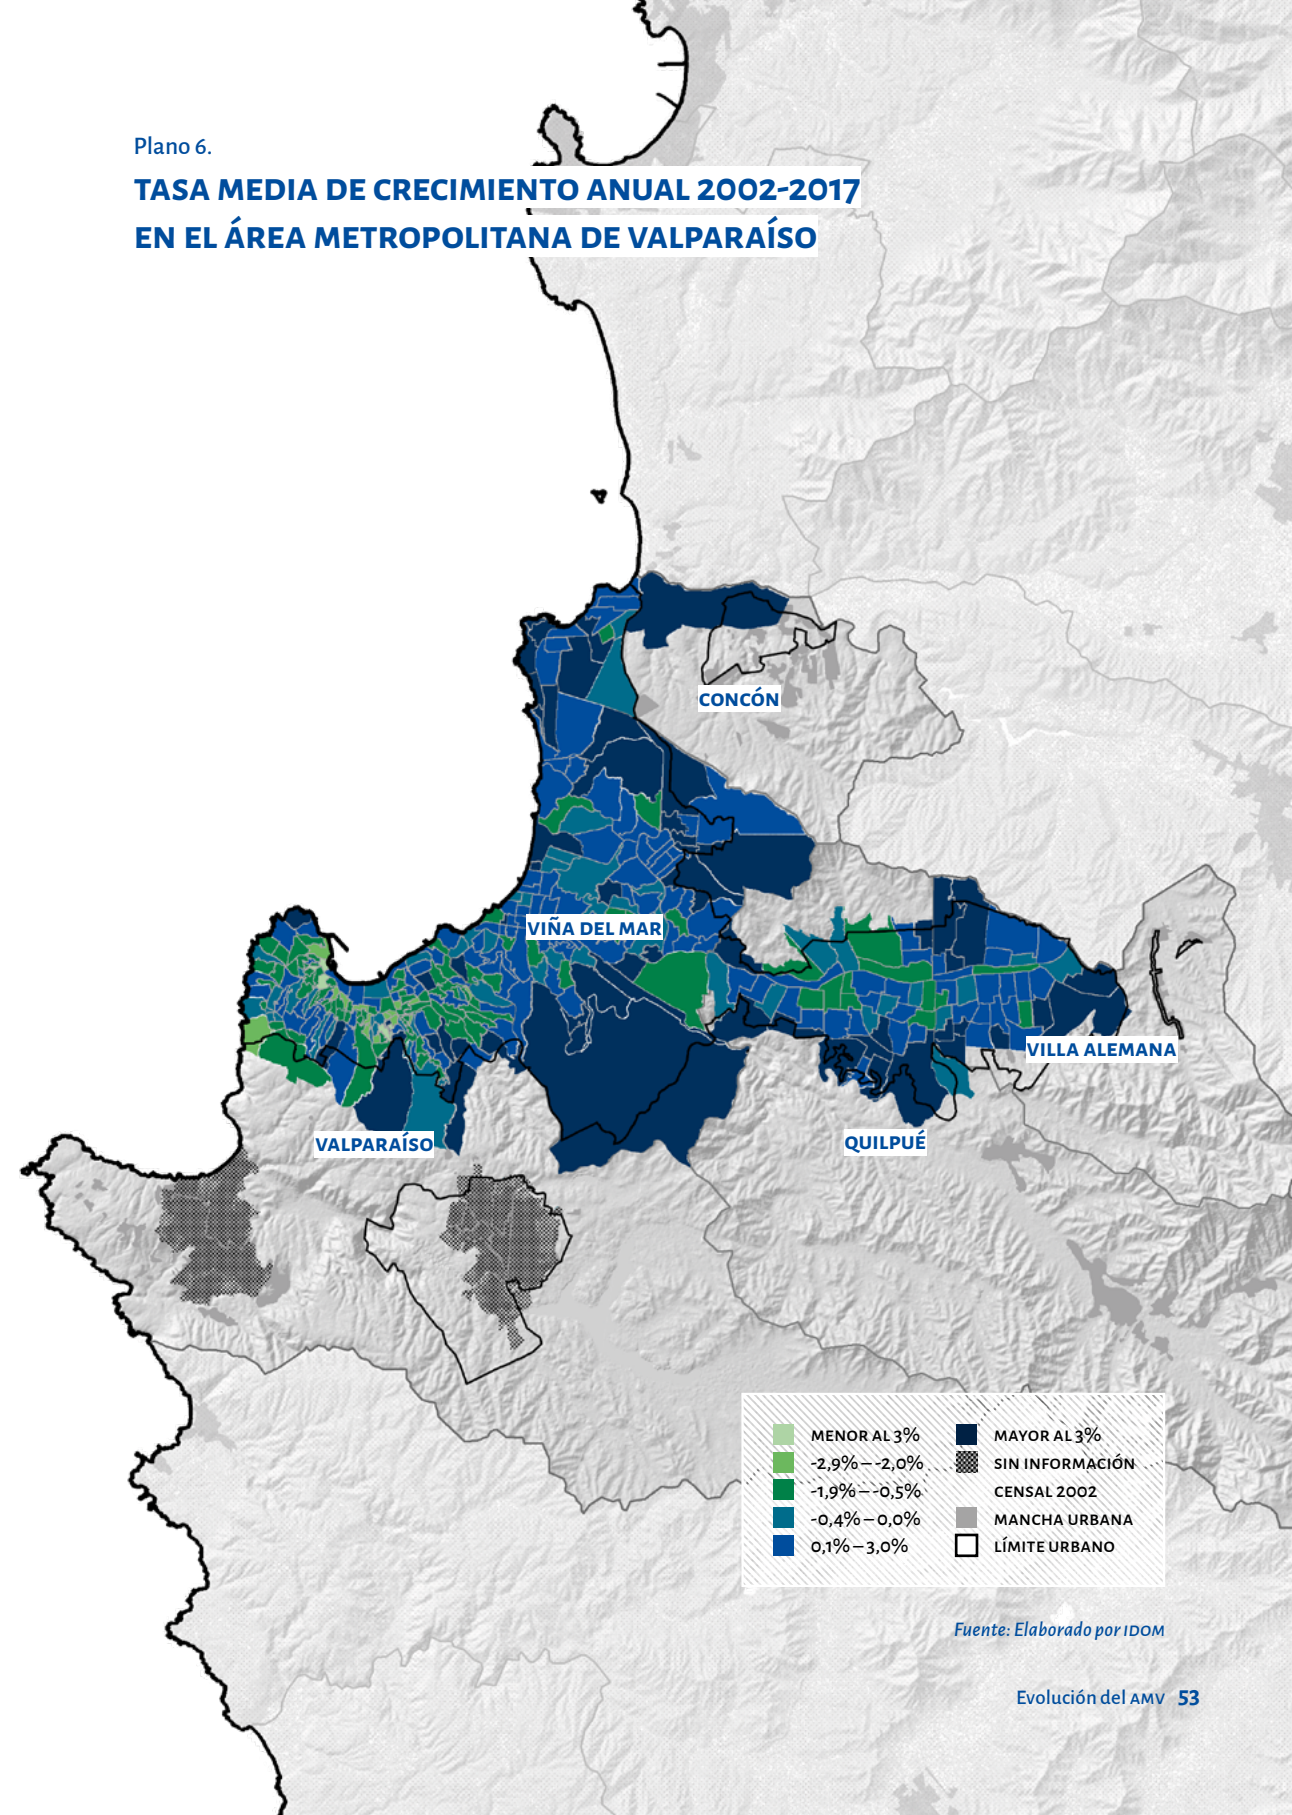 Plano 6.
TASA MEDIA DE CRECIMIENTO ANUAL 2002-2017
EN EL ÁREA METROPOLITANA DE VALPARAÍSO
CONCÓN
VIÑA DEL MAR
VILLA ALEMANA
VALPARAÍSO
QUILPUÉ
MENOR AL 3%
-2,9% – -2,0%
-1,9% – -0,5%
-0,4% – 0,0%
0,1% – 3,0%
MAYOR AL 3%
SIN INFORMACIÓN
CENSAL 2002
MANCHA URBANA
LÍMITE URBANO
Fuente: Elaborado por IDOM
Evolución del AMV 53